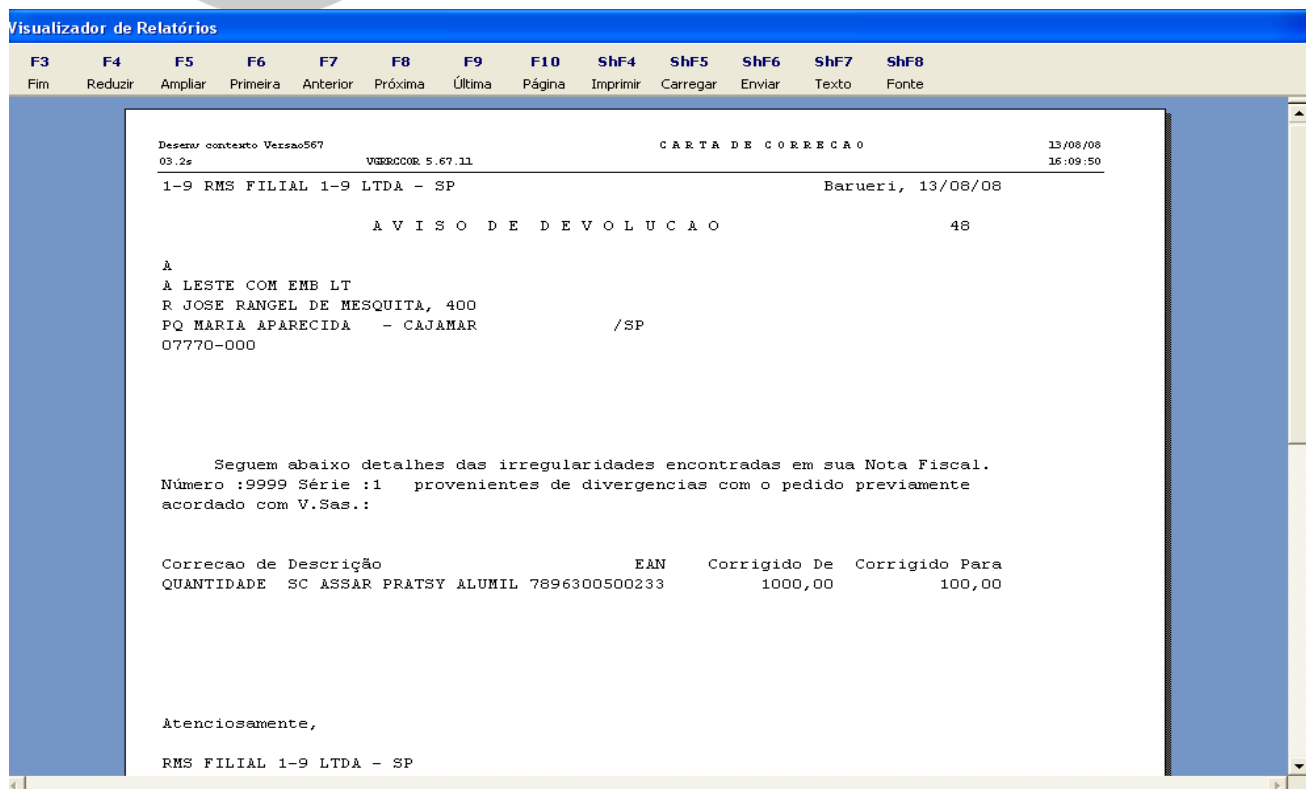 Visualizador de Relatórios
F3 F4 F5 F6 F7 F8 F9 F10 ShF4 ShF5 ShF6 ShF7 ShF8
Fim Reduzir Ampliar Primeira Anterior Próxima Última Página Imprimir Carregar Enviar Texto Fonte
Desenv contexto Versao567 CARTA DE CORRECAO 13/08/08
03.2s VGRRCCOR 5.67.11 16:09:50
1-9 RMS FILIAL 1-9 LTDA - SP Barueri, 13/08/08
A V I S O D E D E V O L U C A O 48
A
A LESTE COM EMB LT
R JOSE RANGEL DE MESQUITA, 400
PQ MARIA APARECIDA - CAJAMAR /SP
07770-000
Seguem abaixo detalhes das irregularidades encontradas em sua Nota Fiscal.
Número :9999 Série :1 provenientes de divergencias com o pedido previamente
acordado com V.Sas.:
Correcao de Descrição EAN Corrigido De Corrigido Para
QUANTIDADE SC ASSAR PRATSY ALUMIL 7896300500233 1000,00 100,00
Atenciosamente,
RMS FILIAL 1-9 LTDA - SP